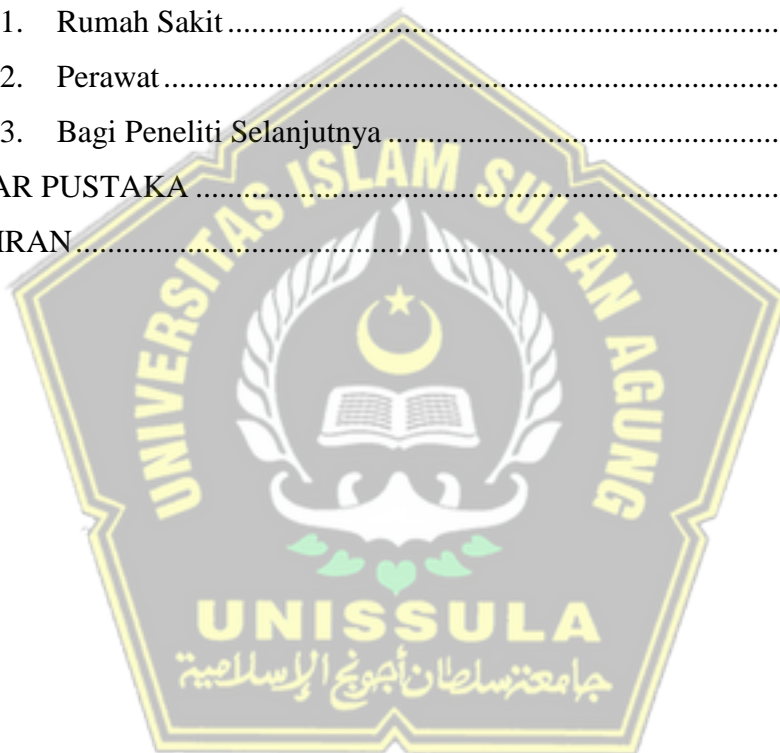 1. Rumah Sakit
2. Perawat
3. Bagi Peneliti Selanjutnya
AR PUSTAKA
IRAN
UNIVERSITAS ISLAM SULTAN AGUNG
UNISSULA
جامعة سلطان أجونج الإسلامية